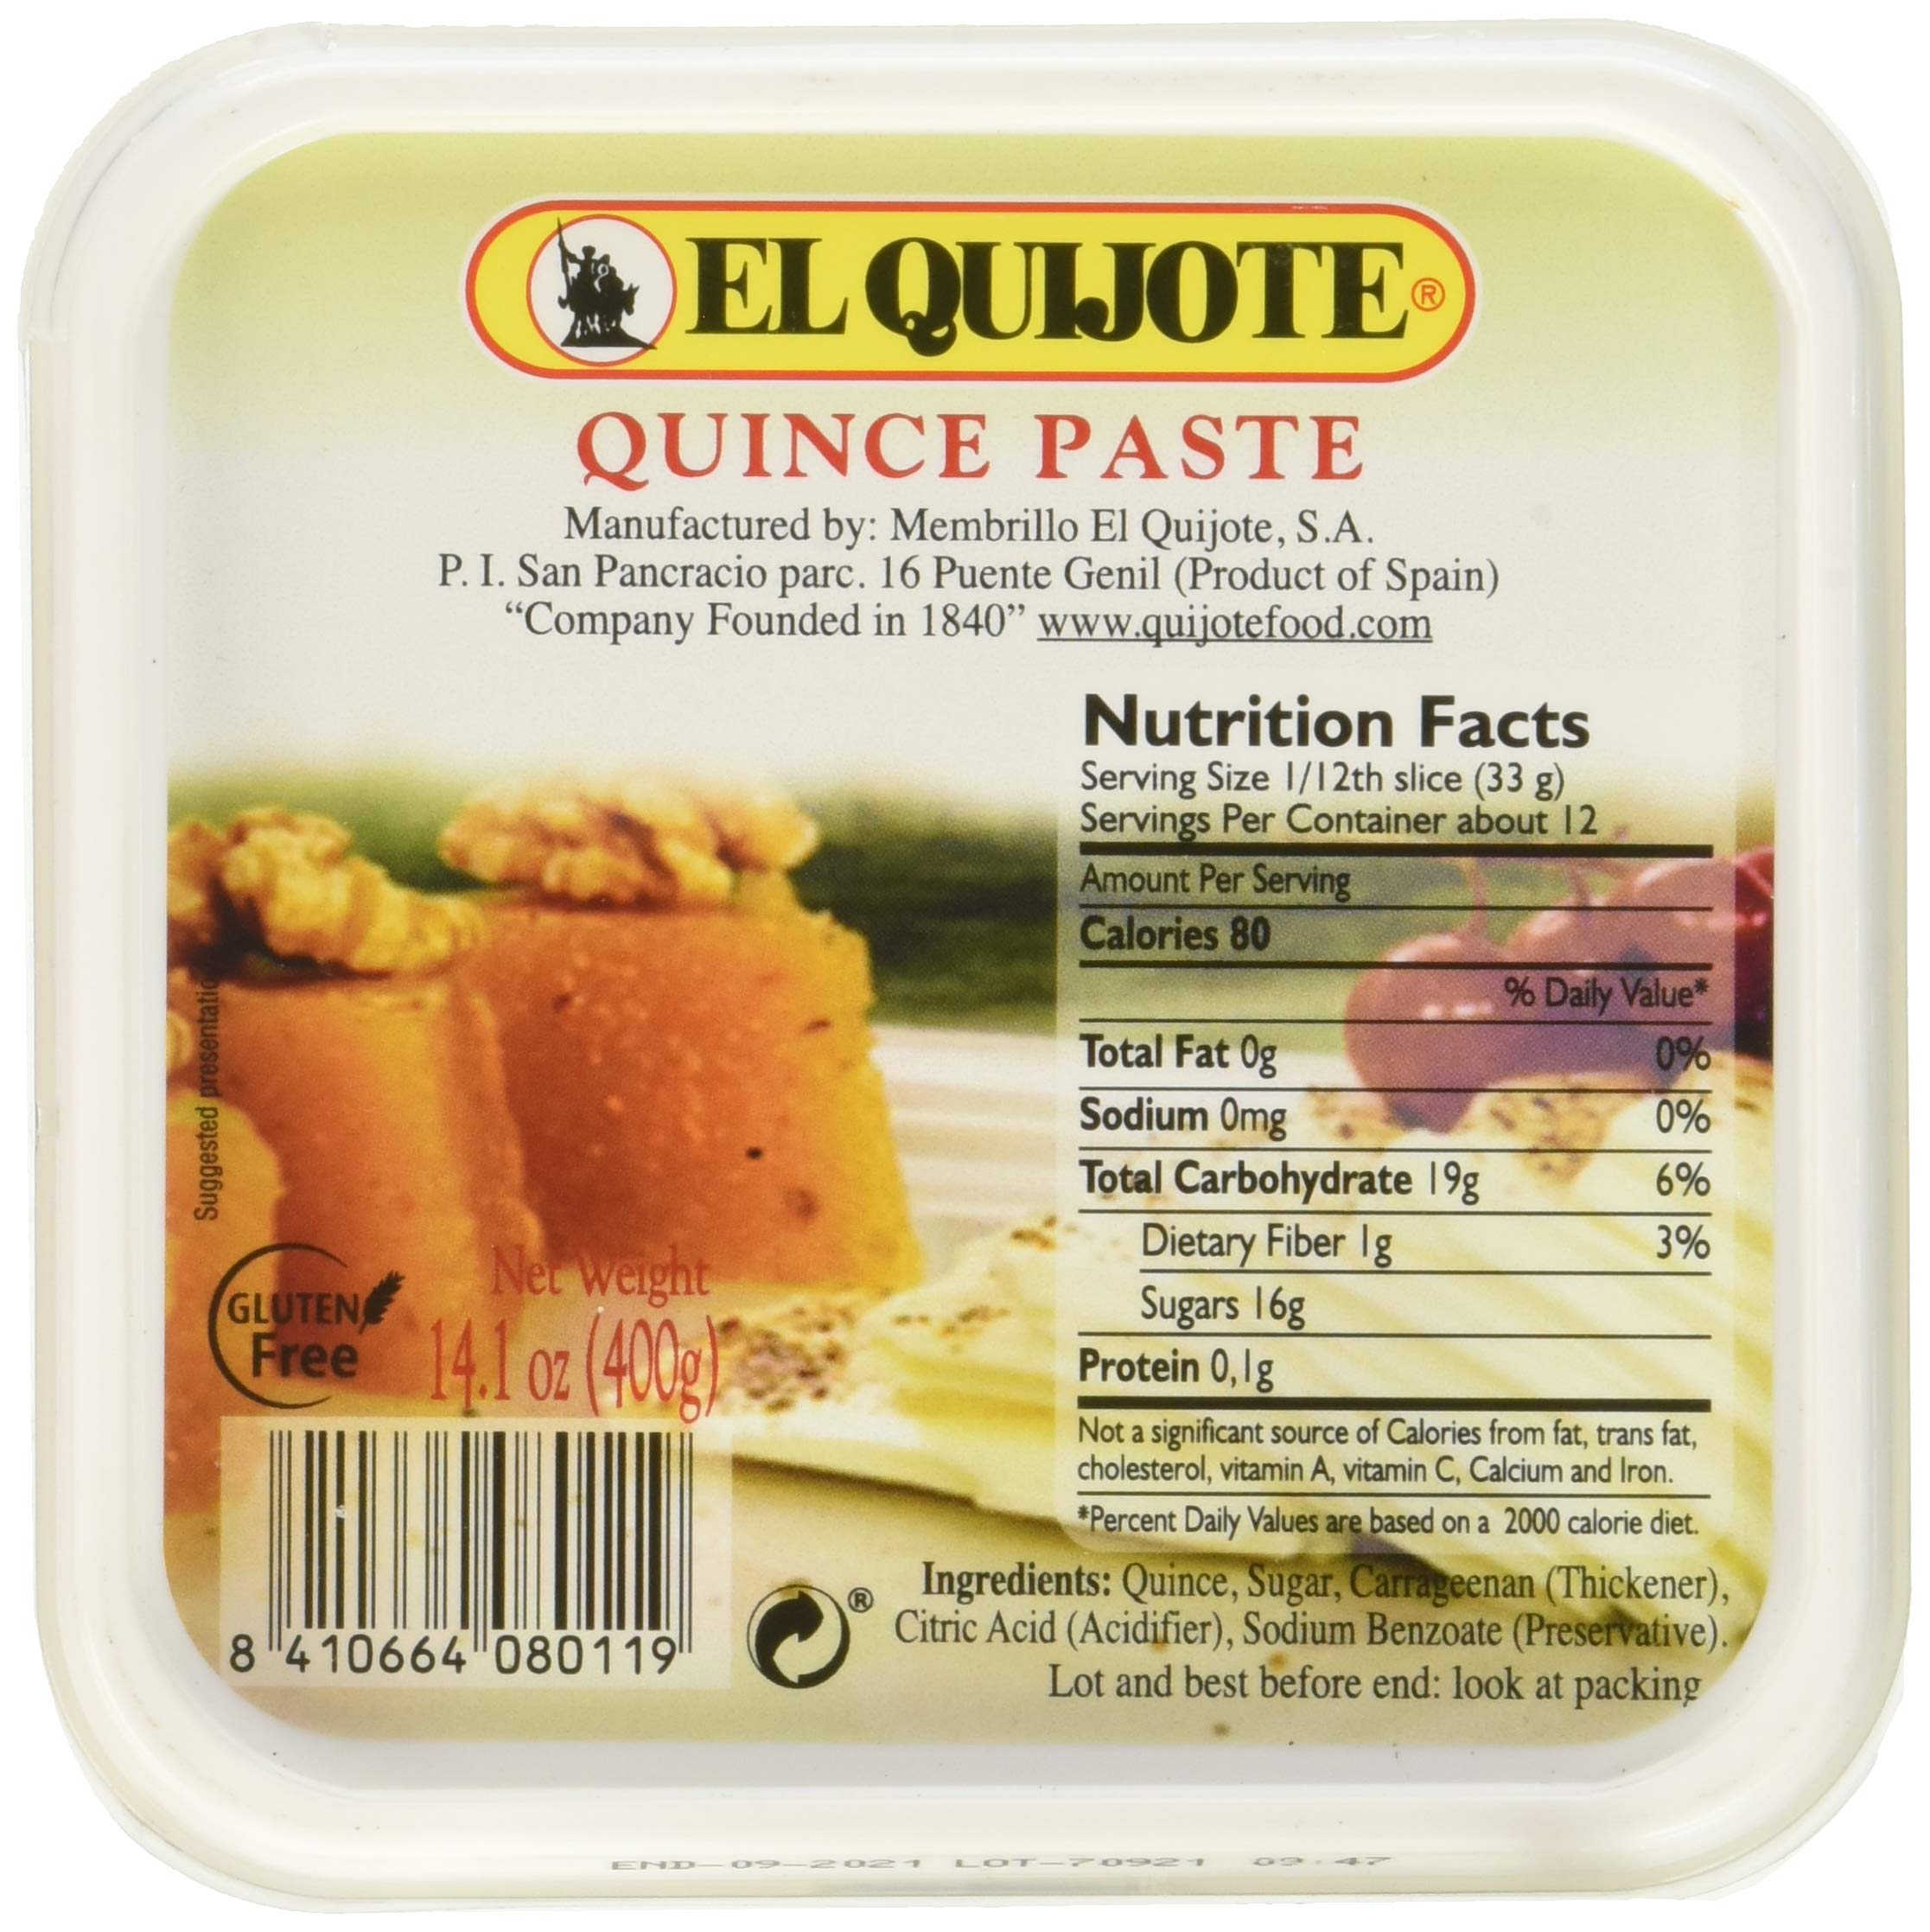 EL QUIJOTE®
QUINCE PASTE
Manufactured by: Membrillo El Quijote, S.A.
P. I. San Pancracio parc. 16 Puente Genil (Product of Spain)
“Company Founded in 1840” www.quijotefood.com
Nutrition Facts
Serving Size 1/12th slice (33 g)
Servings Per Container about 12
Amount Per Serving
Calories 80
% Daily Value*
Total Fat 0g 0%
Sodium 0mg 0%
Total Carbohydrate 19g 6%
Dietary Fiber 1g 3%
Sugars 16g
Protein 0,1g
Not a significant source of Calories from fat, trans fat,
cholesterol, vitamin A, vitamin C, Calcium and Iron.
*Percent Daily Values are based on a 2000 calorie diet.
Suggested presentatio
GLUTEN
Free
Net Weight
14.1 oz (400g)
8 410664 080119
®
Ingredients: Quince, Sugar, Carrageenan (Thickener),
Citric Acid (Acidifier), Sodium Benzoate (Preservative).
Lot and best before end: look at packing
END-09-2021 LOT-70921 09:47